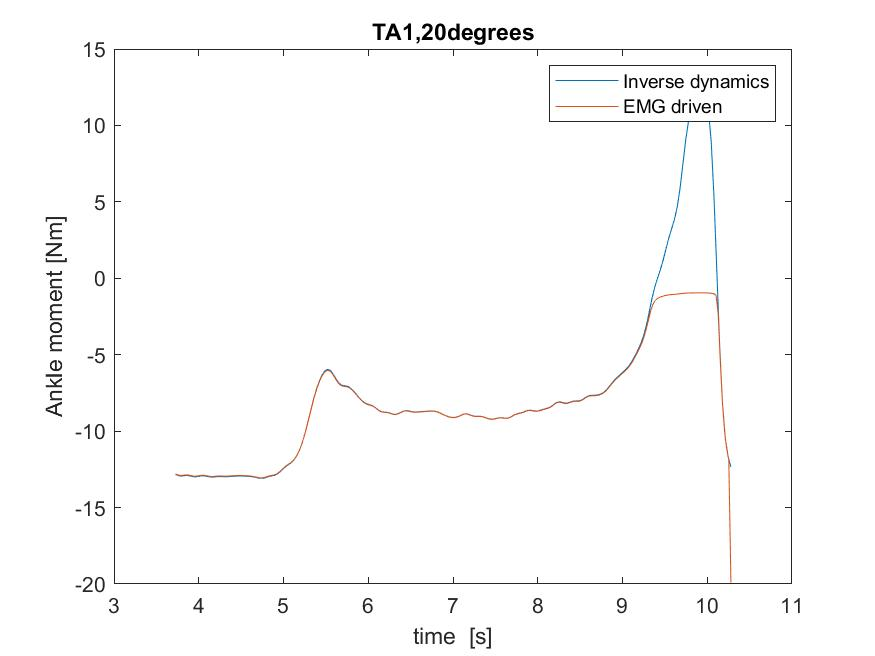 TA1,20degrees
15
10
5
0
-5
-10
-15
-20
Ankle moment [Nm]
Inverse dynamics
EMG driven
3 4 5 6 7 8 9 10 11
time [s]